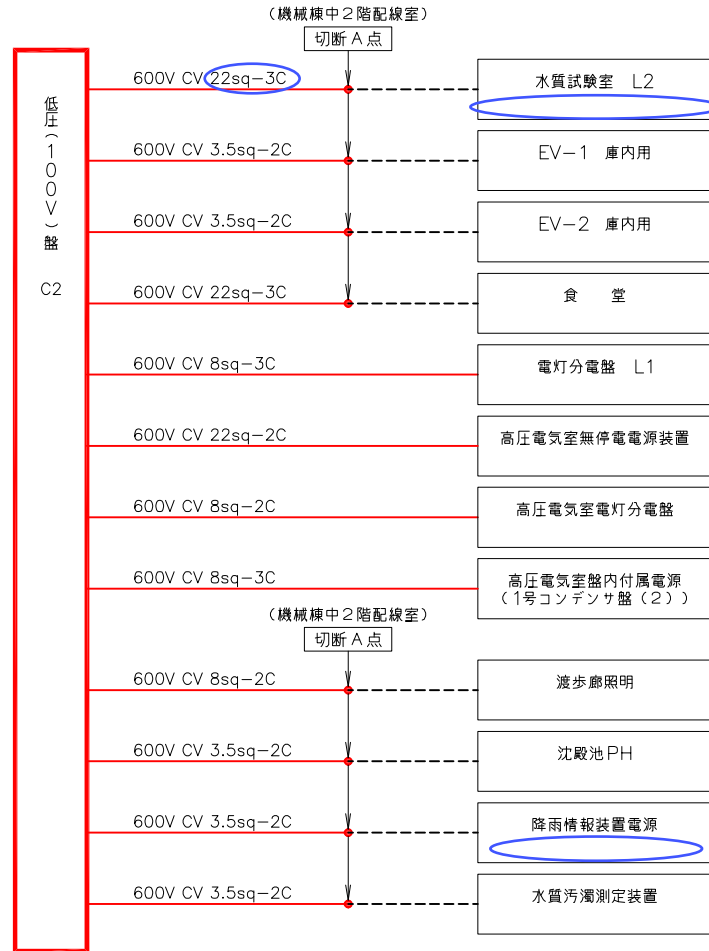 (機械棟中2階配線室)
切断A点
低圧(100V)盤
C2
600V CV 22sq-3C
水質試験室 L2
600V CV 3.5sq-2C
EV-1 庫内用
600V CV 3.5sq-2C
EV-2 庫内用
600V CV 22sq-3C
食 堂
600V CV 8sq-3C
電灯分電盤 L1
600V CV 22sq-2C
高圧電気室無停電電源装置
600V CV 8sq-2C
高圧電気室電灯分電盤
600V CV 8sq-3C
高圧電気室盤内付属電源
(1号コンデンサ盤(2))
(機械棟中2階配線室)
切断A点
600V CV 8sq-2C
渡歩廊照明
600V CV 3.5sq-2C
沈殿池PH
600V CV 3.5sq-2C
降雨情報装置電源
600V CV 3.5sq-2C
水質汚濁測定装置